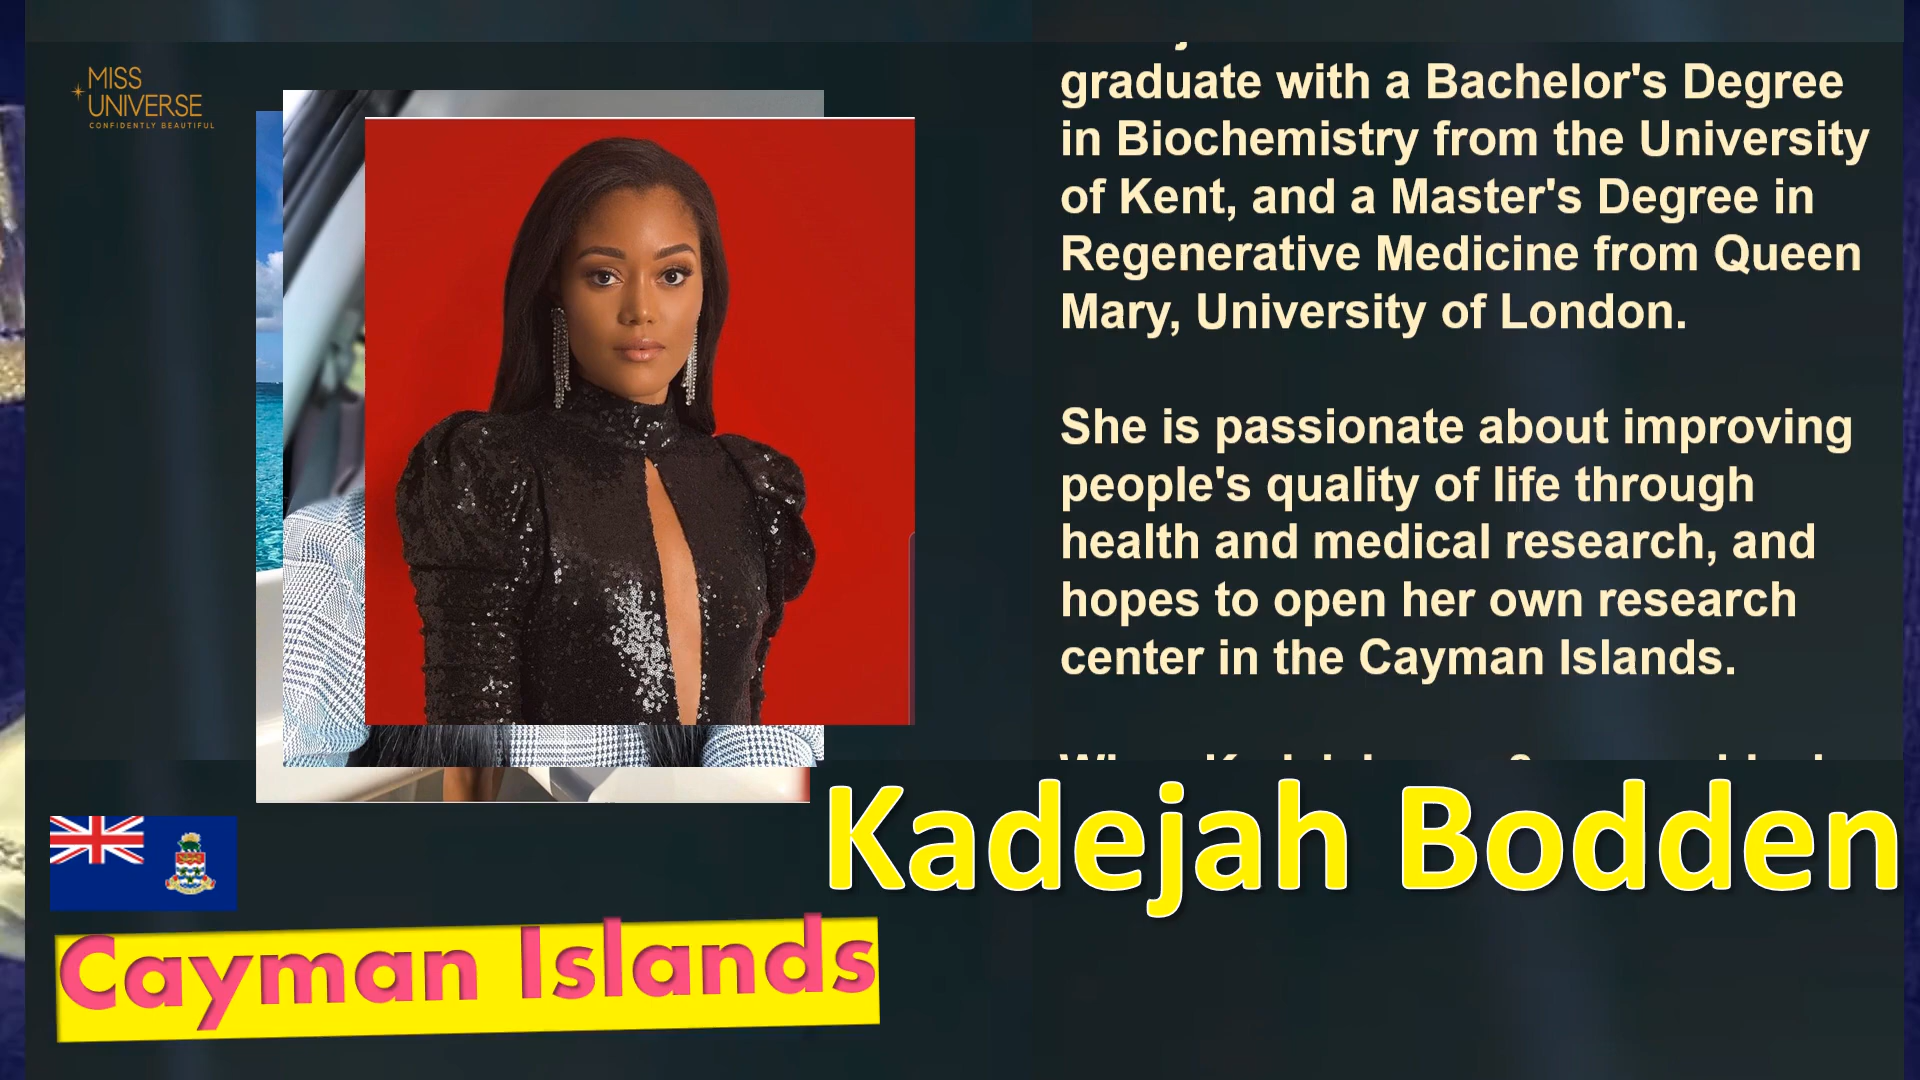 MISS
UNIVERSE
CONFIDENTLY BEAUTIFUL
graduate with a Bachelor's Degree
in Biochemistry from the University
of Kent, and a Master's Degree in
Regenerative Medicine from Queen
Mary, University of London.
She is passionate about improving
people's quality of life through
health and medical research, and
hopes to open her own research
center in the Cayman Islands.
Kadejah Bodden
Cayman Islands